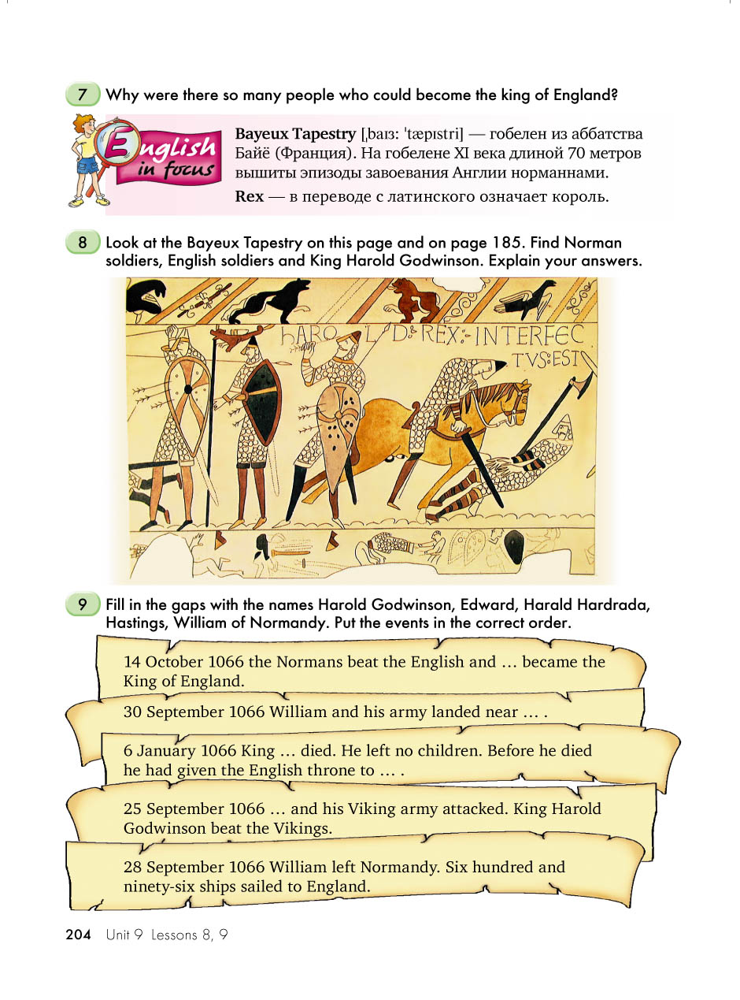 7 Why were there so many people who could become the king of England?
English
in focus
Bayeux Tapestry [ˌbaɪɜː ˈtæpɪstri] — гобелен из аббатства
Байё (Франция). На гобелене XI века длиной 70 метров
вышиты эпизоды завоевания Англии норманнами.
Rex — в переводе с латинского означает король.
8 Look at the Bayeux Tapestry on this page and on page 185. Find Norman
soldiers, English soldiers and King Harold Godwinson. Explain your answers.
hARO L D:REX:-INTERFEC
TVS:EST
9 Fill in the gaps with the names Harold Godwinson, Edward, Harald Hardrada,
Hastings, William of Normandy. Put the events in the correct order.
14 October 1066 the Normans beat the English and … became the
King of England.
30 September 1066 William and his army landed near … .
6 January 1066 King … died. He left no children. Before he died
he had given the English throne to … .
25 September 1066 … and his Viking army attacked. King Harold
Godwinson beat the Vikings.
28 September 1066 William left Normandy. Six hundred and
ninety-six ships sailed to England.
204 Unit 9 Lessons 8, 9